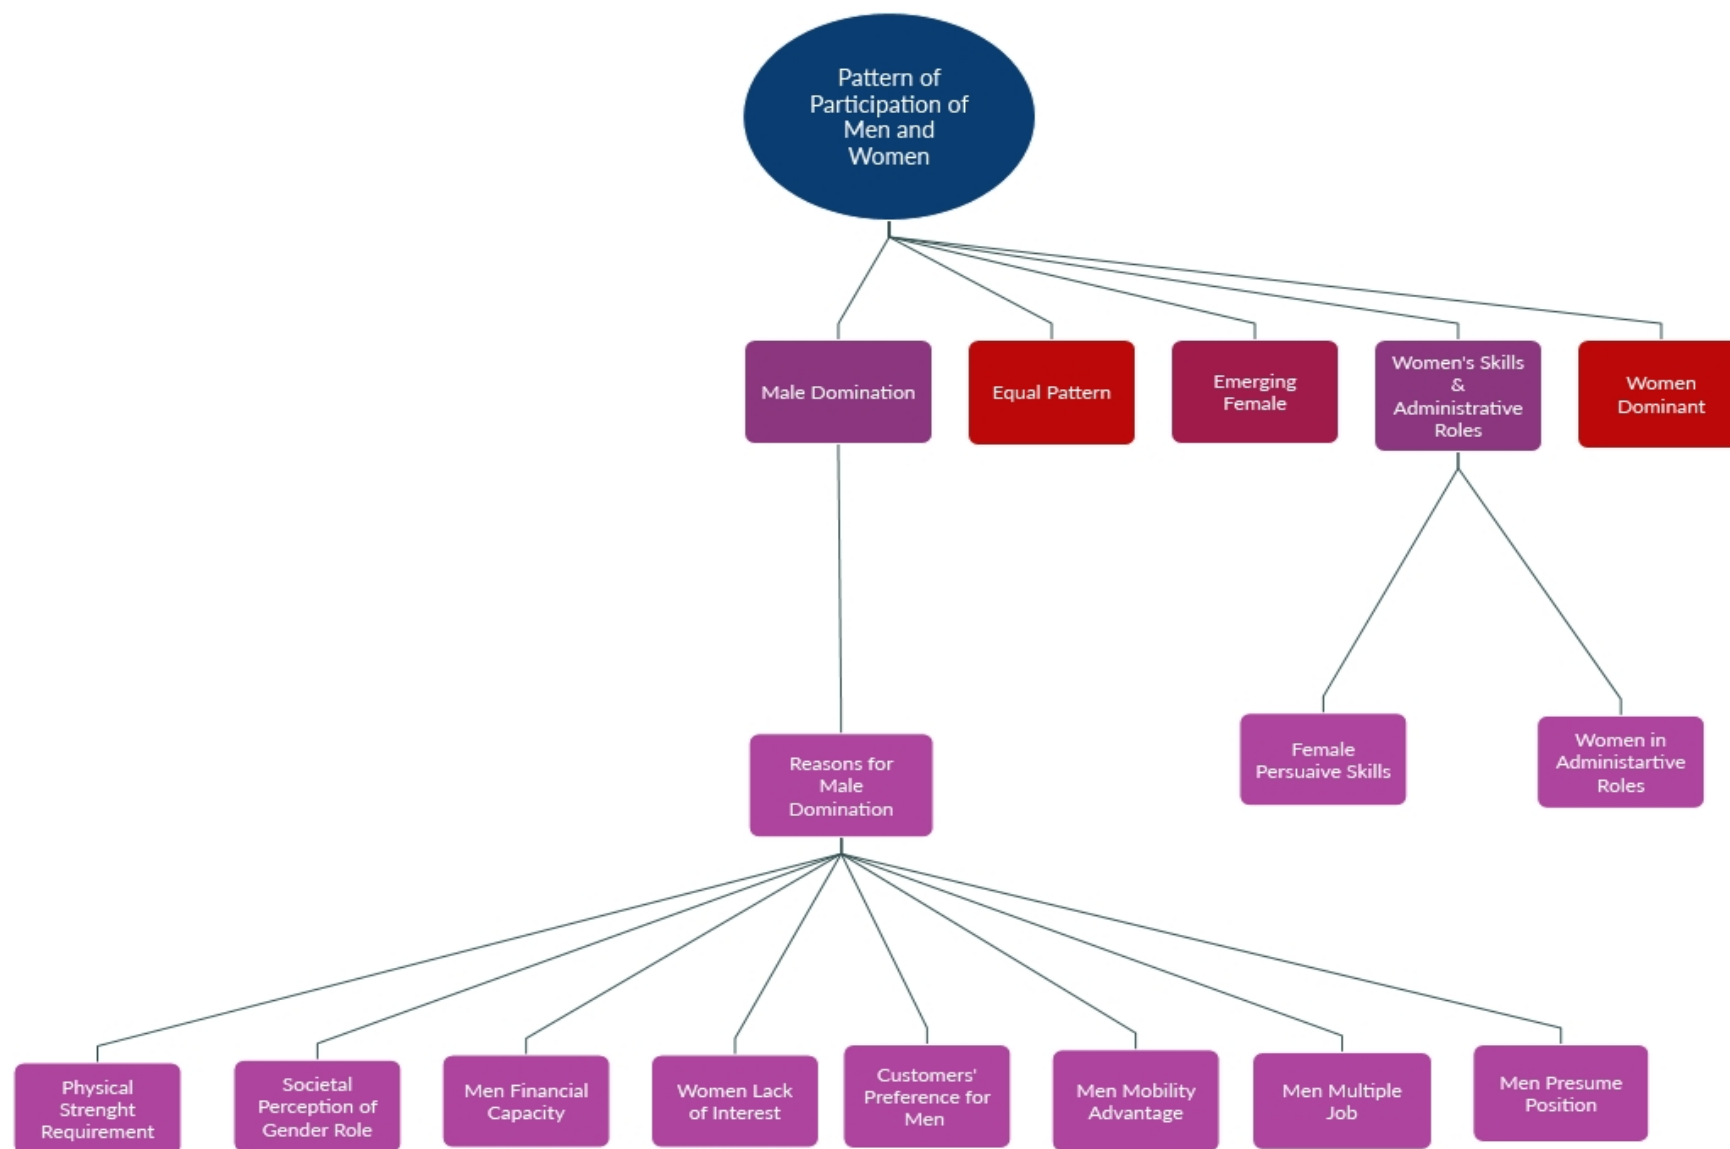 Pattern of
Participation of
Men and
Women
Male Domination
Equal Pattern
Emerging
Female
Women's Skills
&
Administrative
Roles
Women
Dominant
Reasons for
Male
Domination
Female
Persuaive Skills
Women in
Administartive
Roles
Physical
Strenght
Requirement
Societal
Perception of
Gender Role
Men Financial
Capacity
Women Lack
of Interest
Customers'
Preference for
Men
Men Mobility
Advantage
Men Multiple
Job
Men Presume
Position